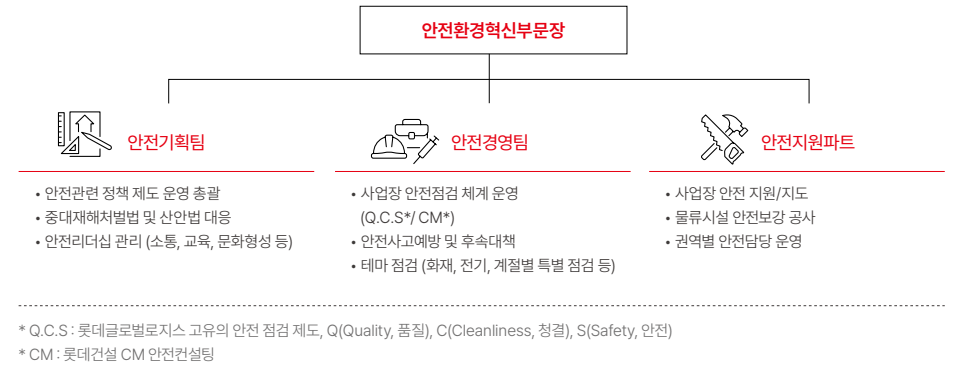 안전환경혁신부문장
안전기획팀
• 안전관련 정책 제도 운영 총괄
• 중대재해처벌법 및 산안법 대응
• 안전리더십 관리 (소통, 교육, 문화형성 등)
안전경영팀
• 사업장 안전점검 체계 운영
(Q.C.S*/ CM*)
• 안전사고예방 및 후속대책
• 테마 점검 (화재, 전기, 계절별 특별 점검 등)
안전지원파트
• 사업장 안전 지원/지도
• 물류시설 안전보강 공사
• 권역별 안전담당 운영
* Q.C.S : 롯데글로벌로지스 고유의 안전 점검 제도, Q(Quality, 품질), C(Cleanliness, 청결), S(Safety, 안전)
* CM : 롯데건설 CM 안전컨설팅